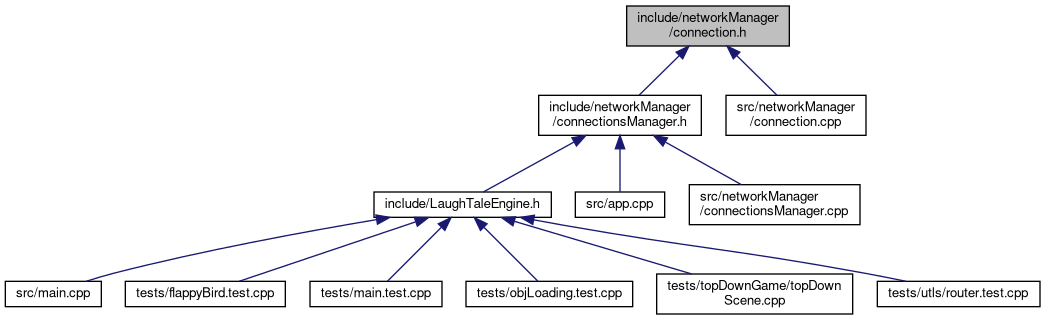 include/networkManager
/connection.h
include/networkManager
/connectionsManager.h
src/networkManager
/connection.cpp
include/LaughTaleEngine.h
src/app.cpp
src/networkManager
/connectionsManager.cpp
src/main.cpp
tests/flappyBird.test.cpp
tests/main.test.cpp
tests/objLoading.test.cpp
tests/topDownGame/topDown
Scene.cpp
tests/utls/router.test.cpp